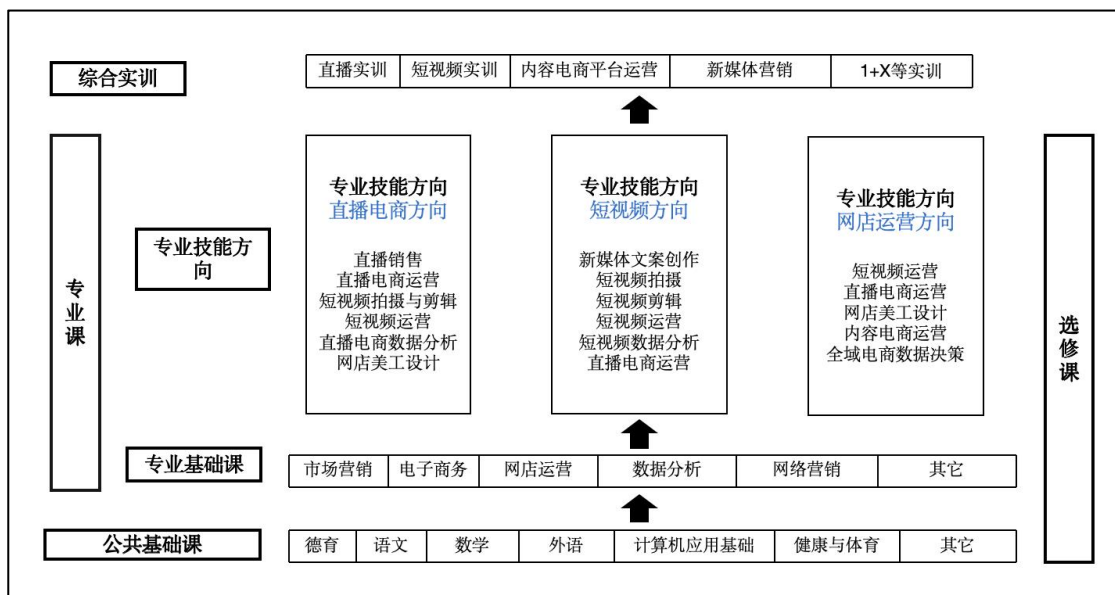 综合实训
直播实训 短视频实训 内容电商平台运营 新媒体营销 1+X等实训
专业课
专业技能方
向
专业技能方向
直播电商方向
直播销售
直播电商运营
短视频拍摄与剪辑
短视频运营
直播电商数据分析
网店美工设计
专业技能方向
短视频方向
新媒体文案创作
短视频拍摄
短视频剪辑
短视频运营
短视频数据分析
直播电商运营
专业技能方向
网店运营方向
短视频运营
直播电商运营
网店美工设计
内容电商运营
全域电商数据决策
选修课
专业基础课
市场营销 电子商务 网店运营 数据分析 网络营销 其它
公共基础课
德育 语文 数学 外语 计算机应用基础 健康与体育 其它